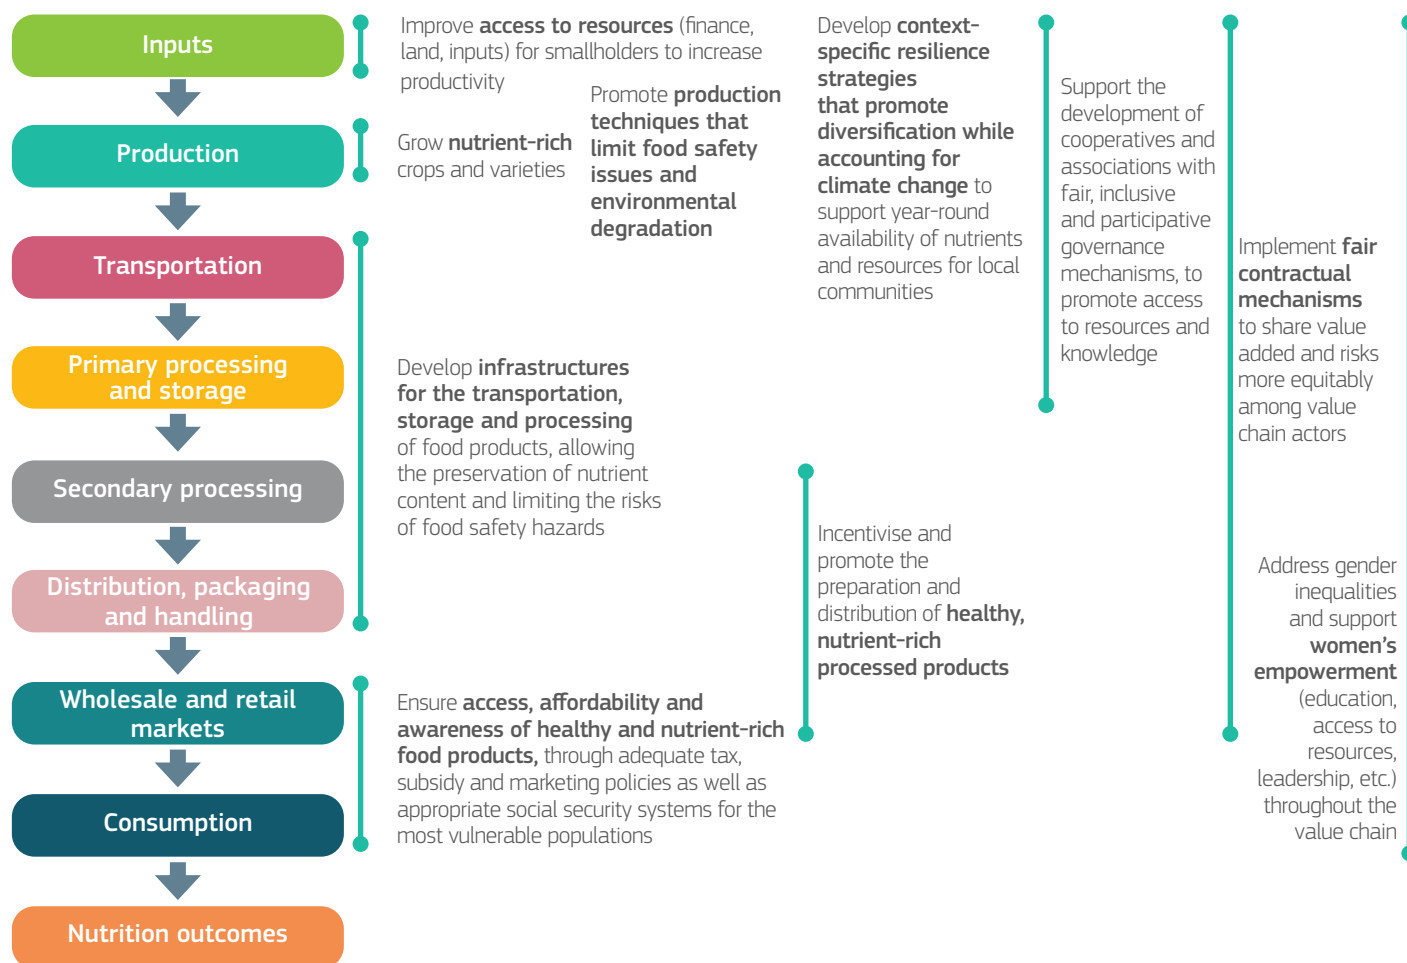 Inputs
Production
Transportation
Primary processing
and storage
Secondary processing
Distribution, packaging
and handling
Wholesale and retail
markets
Consumption
Nutrition outcomes
Improve access to resources (finance,
land, inputs) for smallholders to increase
productivity
Grow nutrient-rich
crops and varieties
Promote production
techniques that
limit food safety
issues and
environmental
degradation
Develop infrastructures
for the transportation,
storage and processing
of food products, allowing
the preservation of nutrient
content and limiting the risks
of food safety hazards
Ensure access, affordability and
awareness of healthy and nutrient-rich
food products, through adequate tax,
subsidy and marketing policies as well as
appropriate social security systems for the
most vulnerable populations
Develop context-
specific resilience
strategies
that promote
diversification while
accounting for
climate change to
support year-round
availability of nutrients
and resources for local
communities
Incentivise and
promote the
preparation and
distribution of healthy,
nutrient-rich
processed products
Support the
development of
cooperatives and
associations with
fair, inclusive
and participative
governance
mechanisms, to
promote access
to resources and
knowledge
Implement fair
contractual
mechanisms
to share value
added and risks
more equitably
among value
chain actors
Address gender
inequalities
and support
women's
empowerment
(education,
access to
resources,
leadership, etc.)
throughout the
value chain